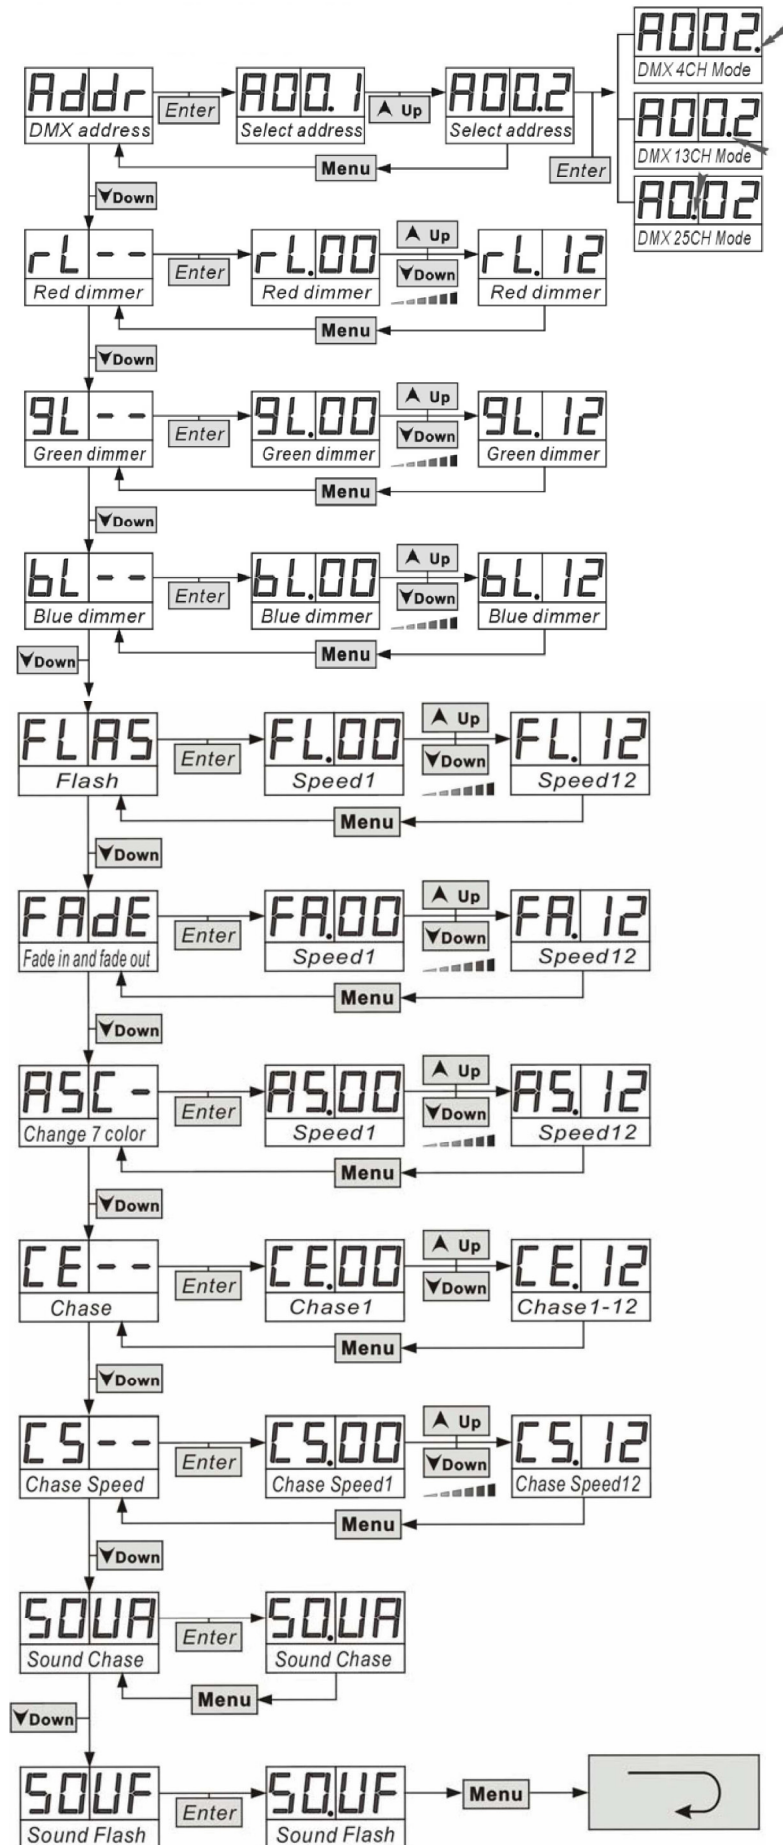 Addr
DMX address
Enter
A00.1
Select address
Up
A00.2
Select address
Enter
A002.
DMX 4CH Mode
A00.2
DMX 13CH Mode
A0.02
DMX 25CH Mode
Menu
Down
rL--
Red dimmer
Enter
rL.00
Red dimmer
Up
Down
rL.12
Red dimmer
Menu
Down
gL--
Green dimmer
Enter
gL.00
Green dimmer
Up
Down
gL.12
Green dimmer
Menu
Down
bL--
Blue dimmer
Enter
bL.00
Blue dimmer
Up
Down
bL.12
Blue dimmer
Menu
Down
FLAS
Flash
Enter
FL.00
Speed1
Up
Down
FL.12
Speed12
Menu
Down
FAdE
Fade in and fade out
Enter
FA.00
Speed1
Up
Down
FA.12
Speed12
Menu
Down
ASC-
Change 7 color
Enter
AS.00
Speed1
Up
Down
AS.12
Speed12
Menu
Down
CE--
Chase
Enter
CE.00
Chase1
Up
Down
CE.12
Chase1-12
Menu
Down
CS--
Chase Speed
Enter
CS.00
Chase Speed1
Up
Down
CS.12
Chase Speed12
Menu
Down
SOUA
Sound Chase
Enter
SO.UA
Sound Chase
Menu
Down
SOUF
Sound Flash
Enter
SO.UF
Sound Flash
Menu